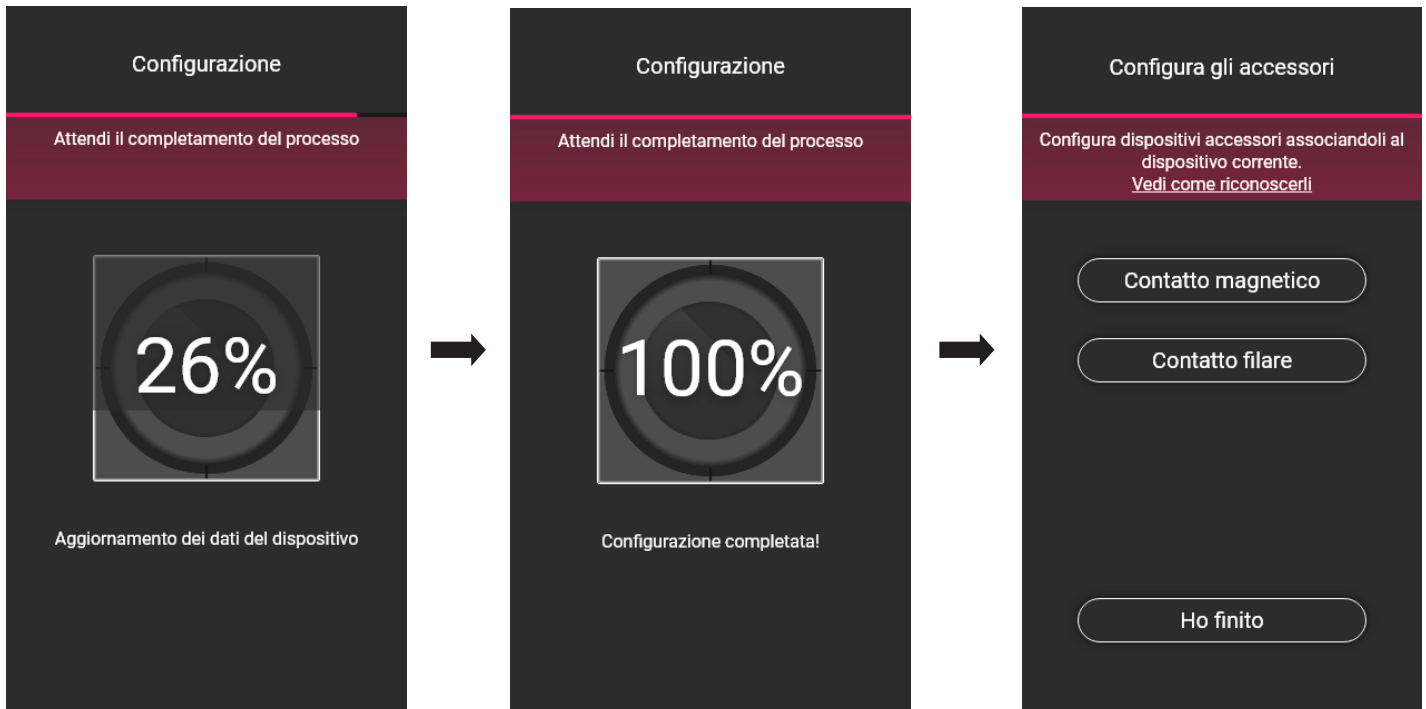 Configurazione
Attendi il completamento del processo
26%
Aggiornamento dei dati del dispositivo
Configurazione
Attendi il completamento del processo
100%
Configurazione completata!
Configura gli accessori
Configura dispositivi accessori associandoli al
dispositivo corrente.
Vedi come riconoscerli
Contatto magnetico
Contatto filare
Ho finito